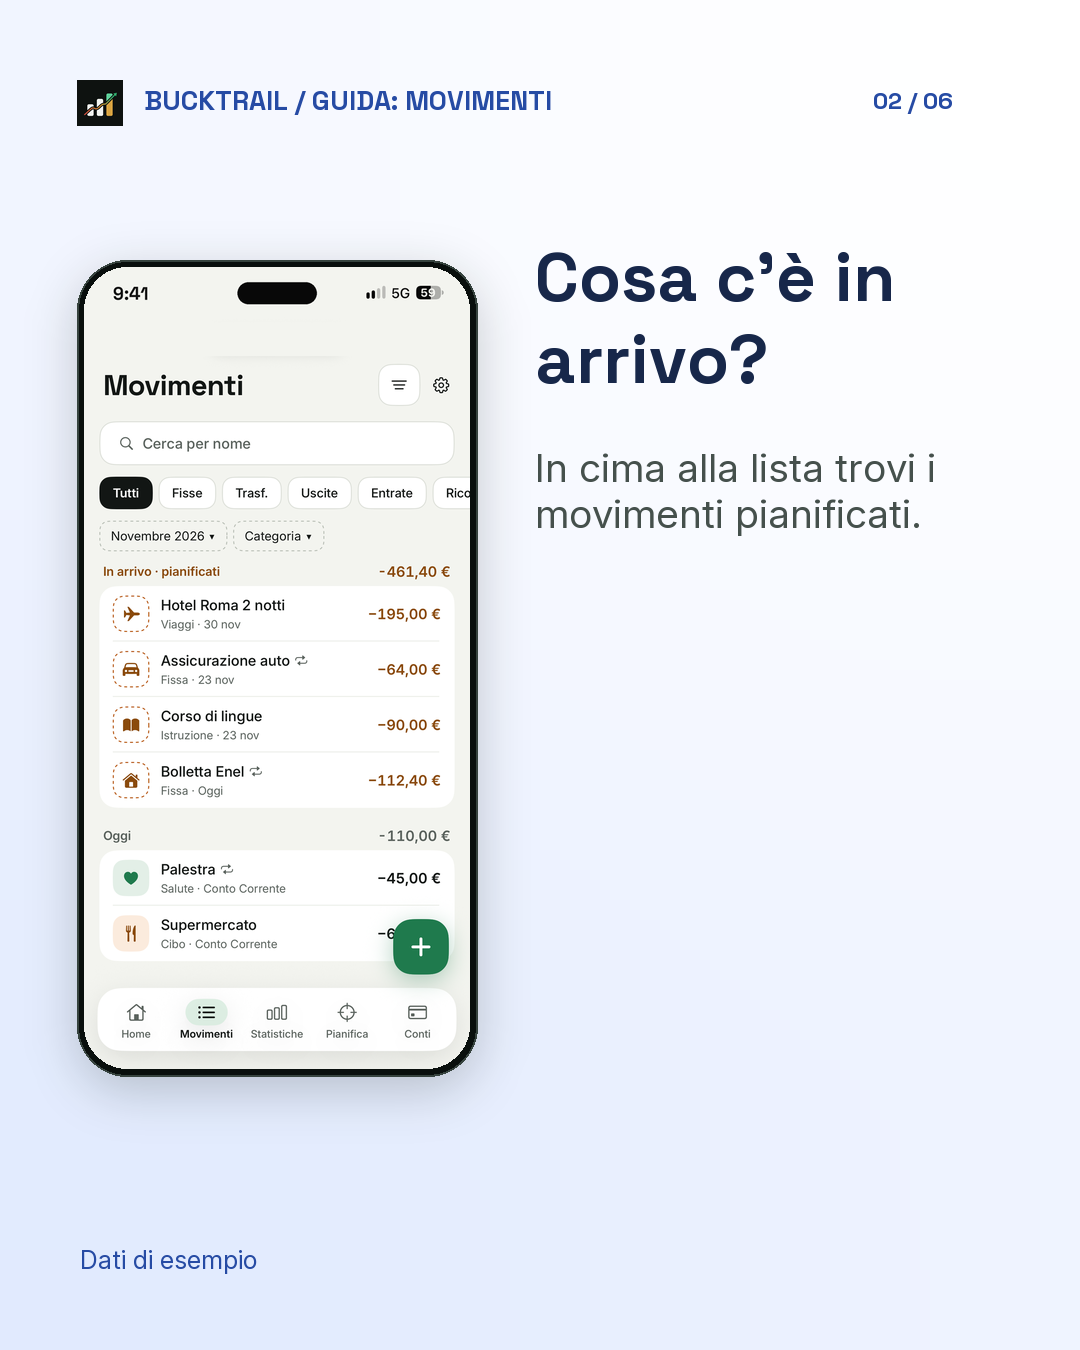 BUCKTRAIL / GUIDA: MOVIMENTI
02 / 06
Cosa c’è in
arrivo?
In cima alla lista trovi i
movimenti pianificati.
9:41
5G 59
Movimenti
Cerca per nome
Tutti Fisse Trasf. Uscite Entrate Rico
Novembre 2026 ▾ Categoria ▾
In arrivo · pianificati -461,40 €
Hotel Roma 2 notti −195,00 €
Viaggi · 30 nov
Assicurazione auto −64,00 €
Fissa · 23 nov
Corso di lingue −90,00 €
Istruzione · 23 nov
Bolletta Enel −112,40 €
Fissa · Oggi
Oggi -110,00 €
Palestra −45,00 €
Salute · Conto Corrente
Supermercato −6
Cibo · Conto Corrente
Home Movimenti Statistiche Pianifica Conti
Dati di esempio